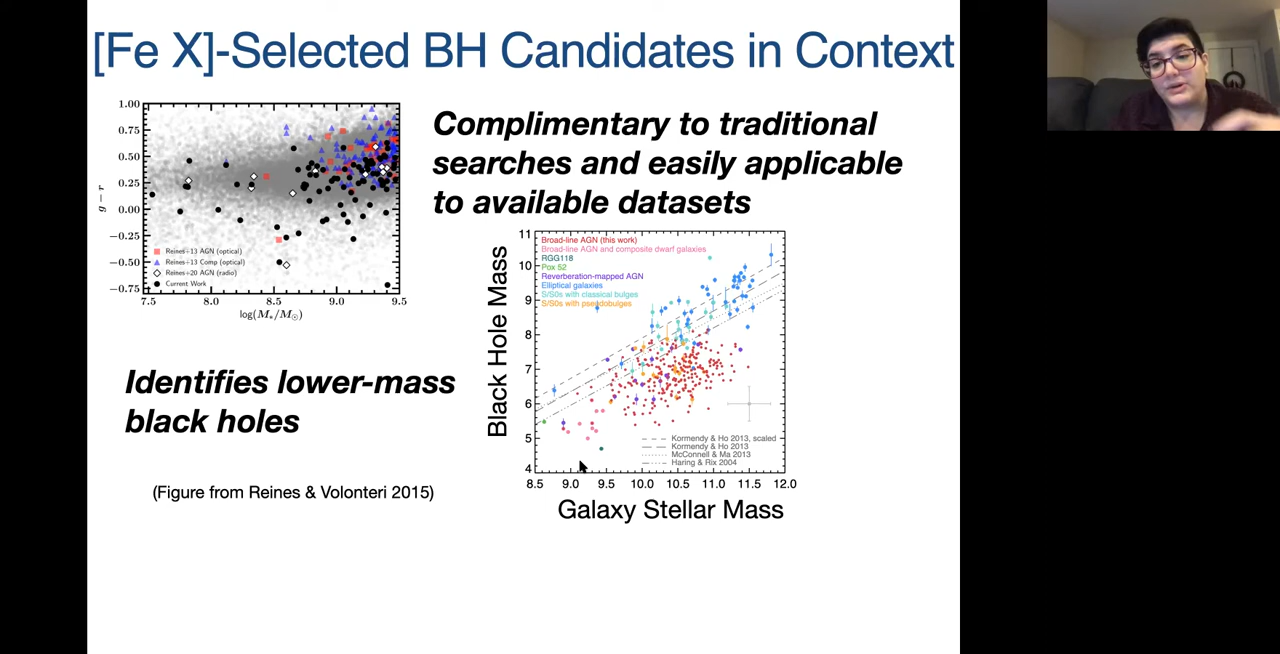 [Fe X]-Selected BH Candidates in Context
1.00
0.75
0.50
0.25
0.00
−0.25
−0.50
−0.75
g − r
Reines+13 AGN (optical)
Reines+13 Comp (optical)
Reines+20 AGN (radio)
Current Work
7.5 8.0 8.5 9.0 9.5
log(M*/M☉)
Complimentary to traditional
searches and easily applicable
to available datasets
11
10
9
8
7
6
5
4
Black Hole Mass
Broad-line AGN (this work)
Broad-line AGN and composite dwarf galaxies
RGG118
Pox 52
Reverberation-mapped AGN
Elliptical galaxies
S/S0s with classical bulges
S/S0s with pseudobulges
Kormendy & Ho 2013, scaled
Kormendy & Ho 2013
McConnell & Ma 2013
Haring & Rix 2004
8.5 9.0 9.5 10.0 10.5 11.0 11.5 12.0
Galaxy Stellar Mass
Identifies lower-mass
black holes
(Figure from Reines & Volonteri 2015)